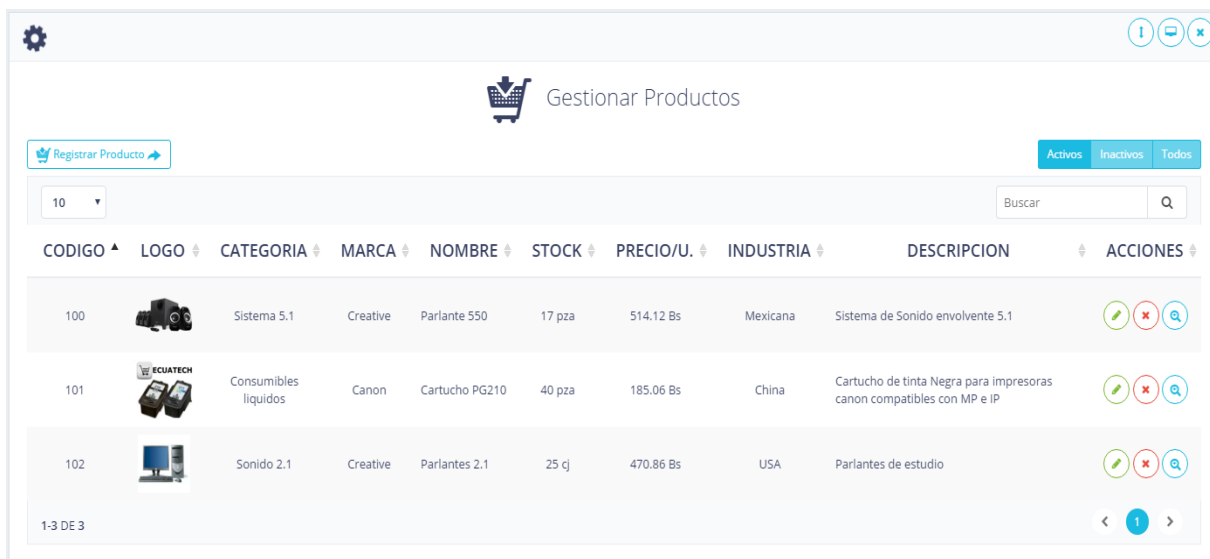 Gestionar Productos
Registrar Producto
Activos Inactivos Todos
10
Buscar
CODIGO LOGO CATEGORIA MARCA NOMBRE STOCK PRECIO/U. INDUSTRIA DESCRIPCION ACCIONES
100 Sistema 5.1 Creative Parlante 550 17 pza 514.12 Bs Mexicana Sistema de Sonido envolvente 5.1
ECUATECH
101 Consumibles liquidos Canon Cartucho PG210 40 pza 185.06 Bs China Cartucho de tinta Negra para impresoras canon compatibles con MP e IP
102 Sonido 2.1 Creative Parlantes 2.1 25 cj 470.86 Bs USA Parlantes de estudio
1-3 DE 3
1